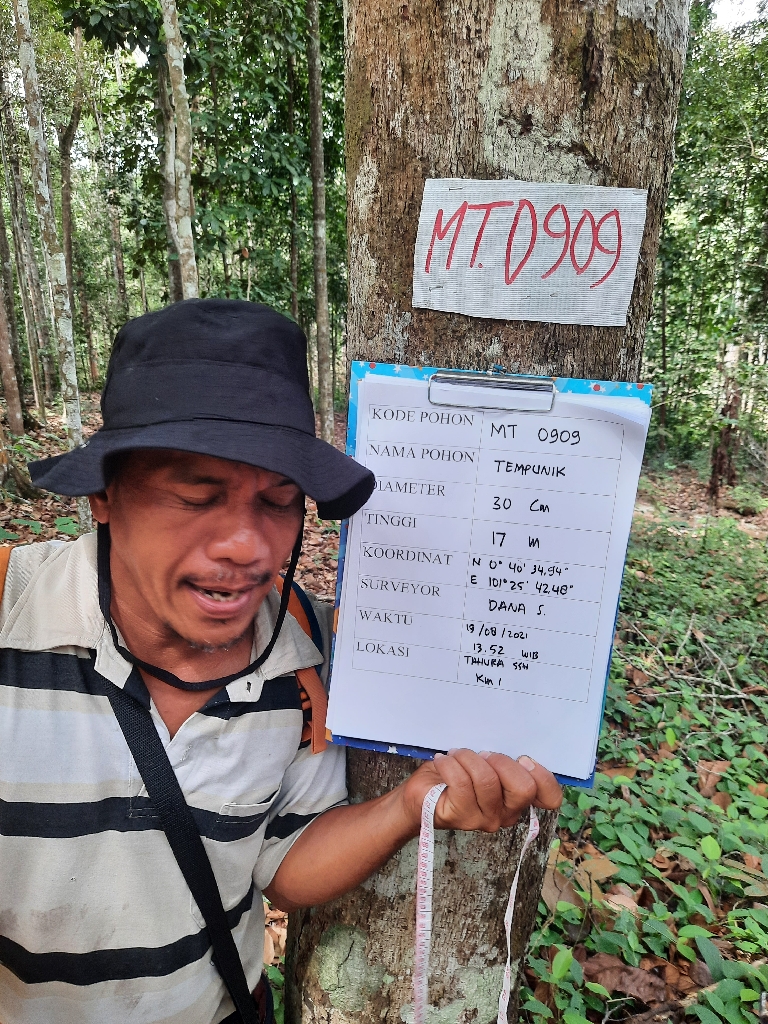 MT.0909
KODE POHON MT 0909
NAMA POHON TEMPUNIK
DIAMETER 30 Cm
TINGGI 17 m
KOORDINAT N 0° 40' 34,94" E 101° 25' 42,48"
SURVEYOR DANA S.
WAKTU 18/08/2021 13.52 WIB
LOKASI TAHURA SSH Km 1